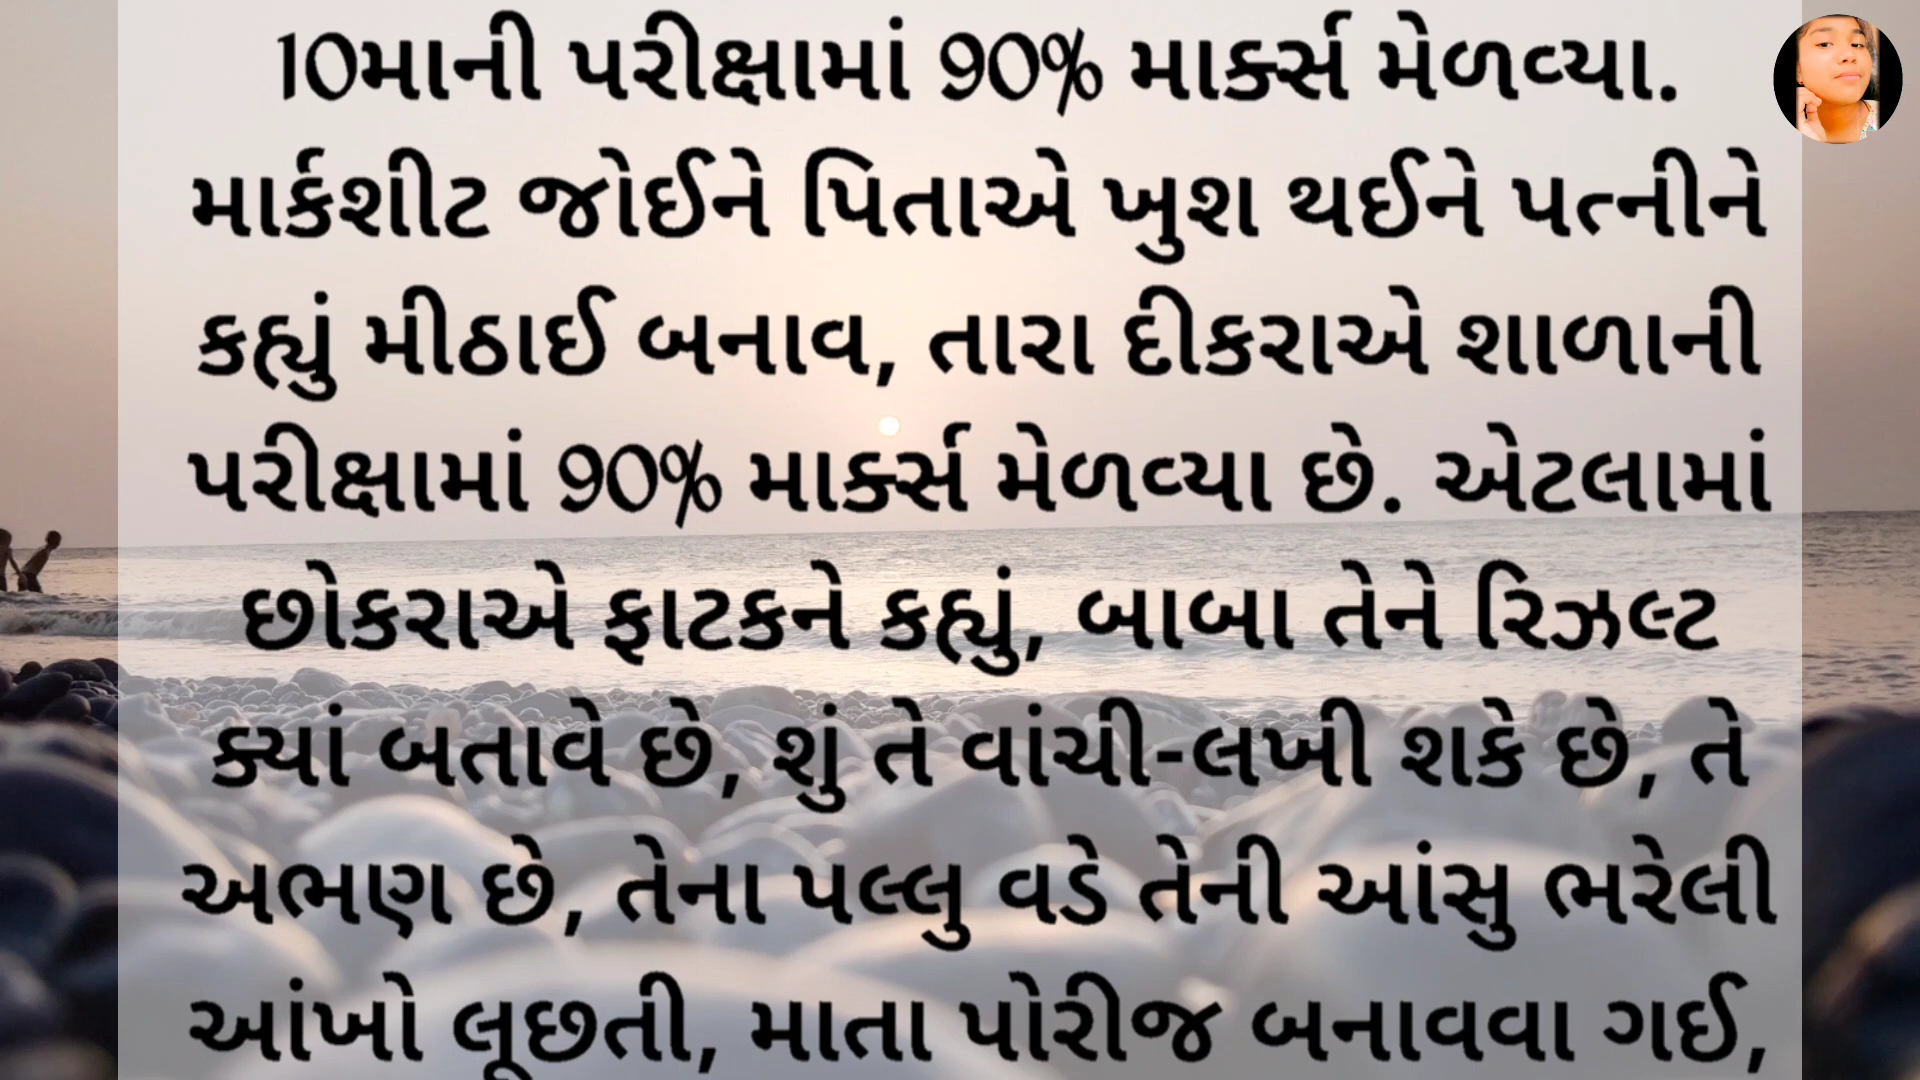 10માની પરીક્ષામાં 90% માર્ક્સ મેળવ્યા.
માર્કશીટ જોઈને પિતાએ ખુશ થઈને પત્નીને
કહ્યું મીઠાઈ બનાવ, તારા દીકરાએ શાળાની
પરીક્ષામાં 90% માર્ક્સ મેળવ્યા છે. એટલામાં
છોકરાએ ફાટકને કહ્યું, બાબા તેને રિઝલ્ટ
ક્યાં બતાવે છે, શું તે વાંચી-લખી શકે છે, તે
અભણ છે, તેના પલ્લુ વડે તેની આંસુ ભરેલી
આંખો લૂછતી, માતા પોરીજ બનાવવા ગઈ,